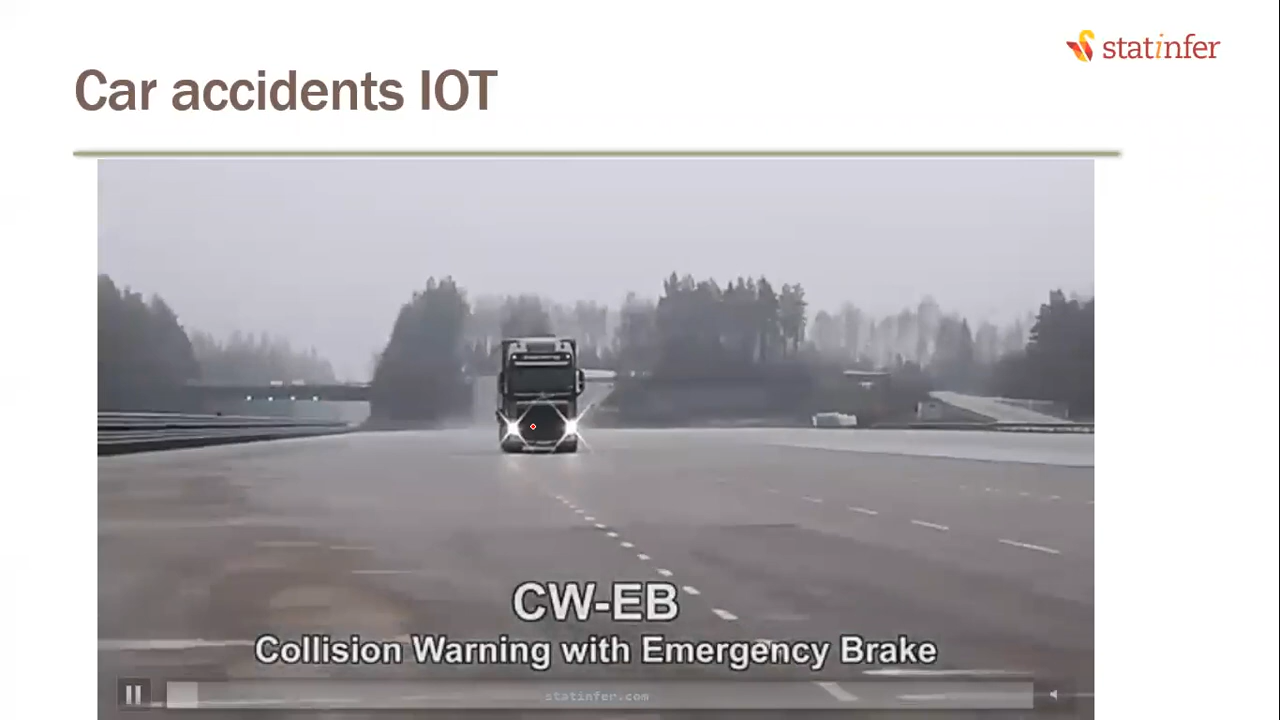 statinfer
Car accidents IOT
CW-EB
Collision Warning with Emergency Brake
statinfer.com